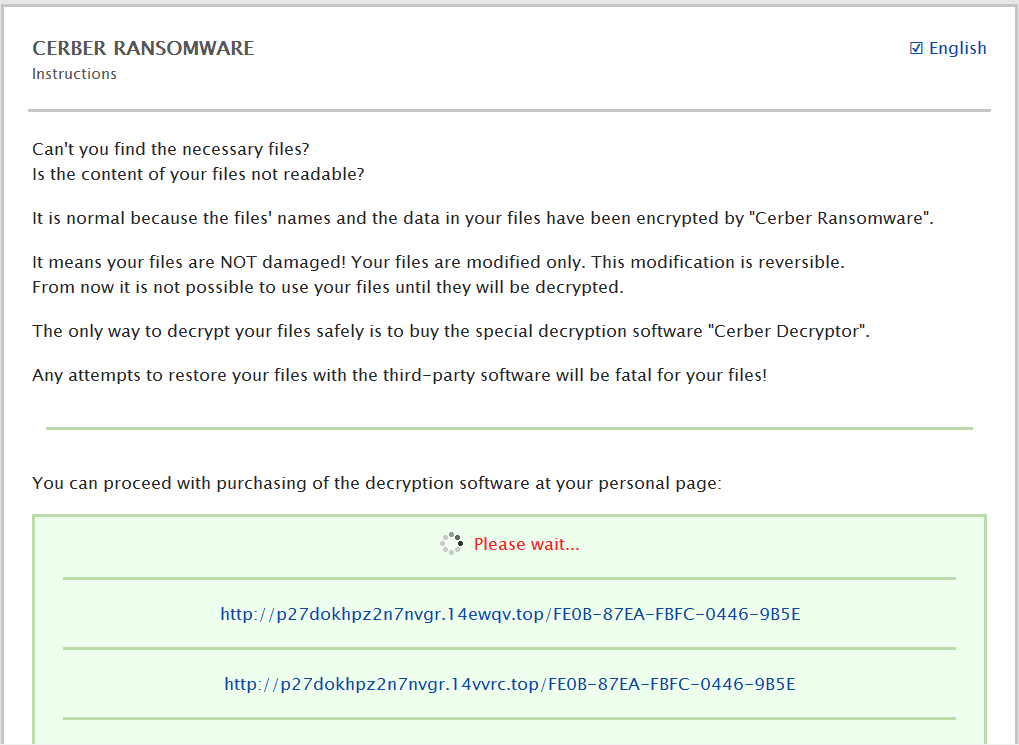 CERBER RANSOMWARE
☑ English
Instructions
Can't you find the necessary files?
Is the content of your files not readable?
It is normal because the files' names and the data in your files have been encrypted by "Cerber Ransomware".
It means your files are NOT damaged! Your files are modified only. This modification is reversible.
From now it is not possible to use your files until they will be decrypted.
The only way to decrypt your files safely is to buy the special decryption software "Cerber Decryptor".
Any attempts to restore your files with the third-party software will be fatal for your files!
You can proceed with purchasing of the decryption software at your personal page:
Please wait...
http://p27dokhpz2n7nvgr.14ewqv.top/FE0B-87EA-FBFC-0446-9B5E
http://p27dokhpz2n7nvgr.14vvrc.top/FE0B-87EA-FBFC-0446-9B5E